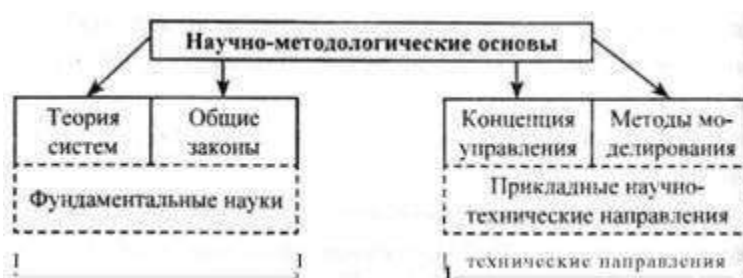 Научно-методологические основы
Теория
систем
Общие
законы
Концепция
управления
Методы мо-
делирования
Фундаментальные науки
Прикладные научно-
технические направления
технические направления